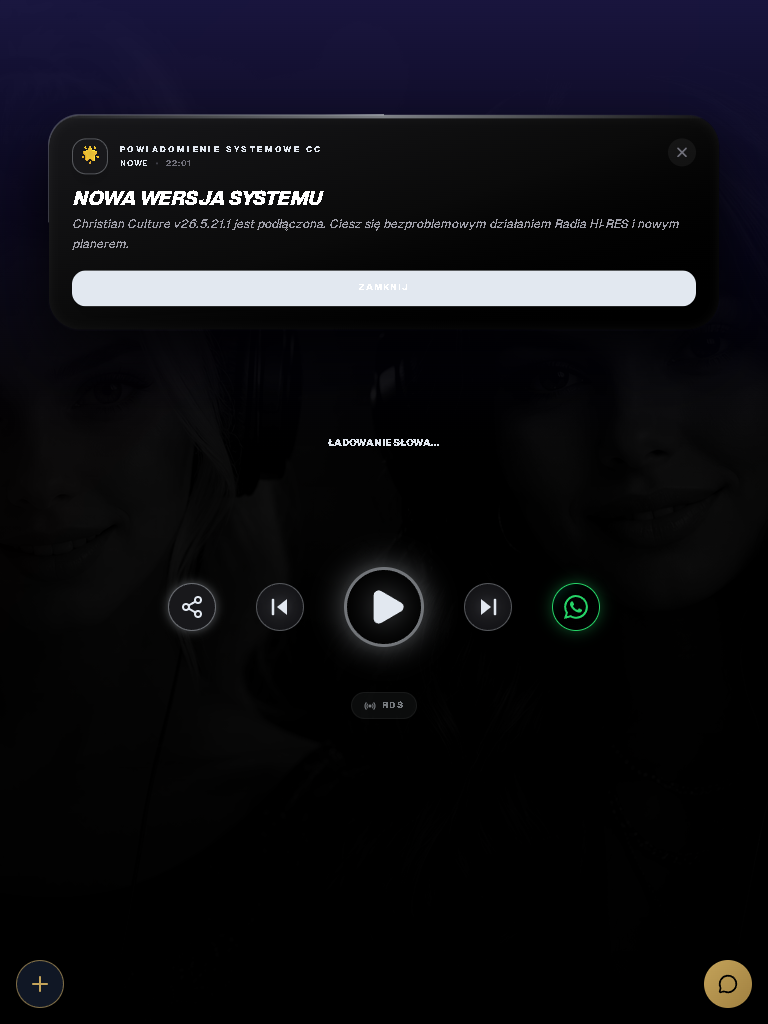 POWIADOMIENIE SYSTEMOWE CC
NOWE · 22:01
NOWA WERSJA SYSTEMU
Christian Culture v26.5.21.1 jest podłączona. Ciesz się bezproblemowym działaniem Radia HI-RES i nowym
planerem.
ZAMKNIJ
ŁADOWANIE SŁOWA...
RDS